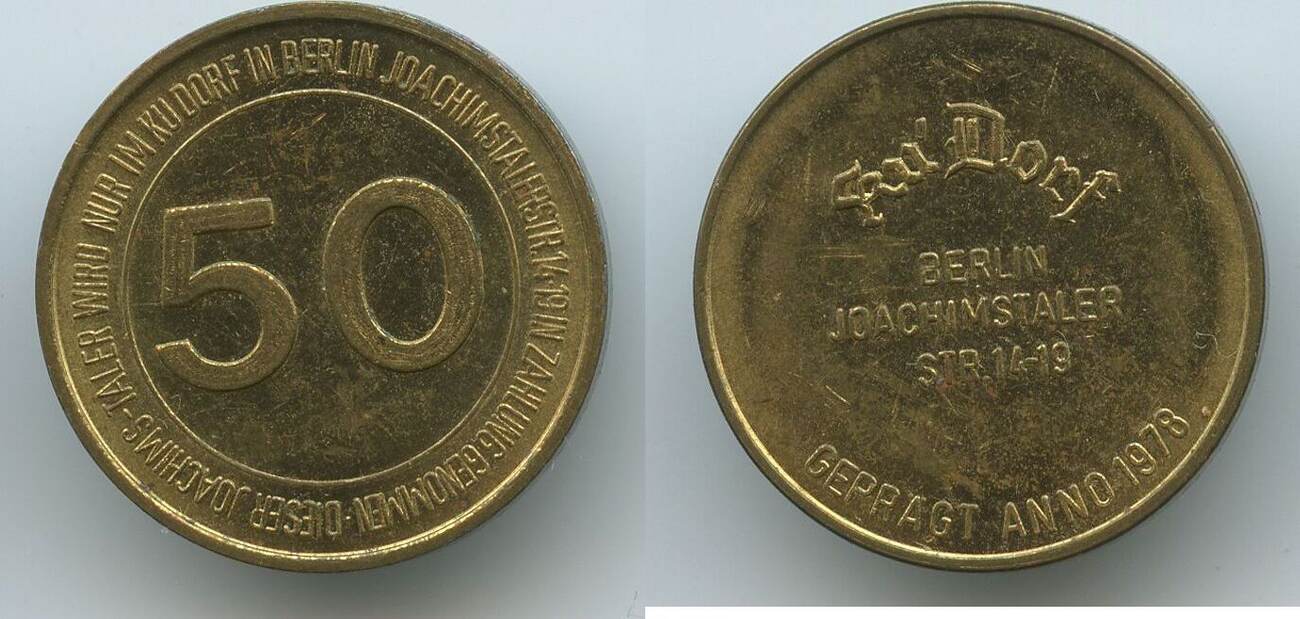 DIESER JOACHIMS-TALER WIRD NUR IM KU DORF IN BERLIN JOACHIMSTALERSTR. 14-19 IN ZAHLUNG GENOMMEN ·
50
Ku' Dorf
BERLIN
JOACHIMSTALER
STR. 14-19
GEPRAGT ANNO 1978 ·